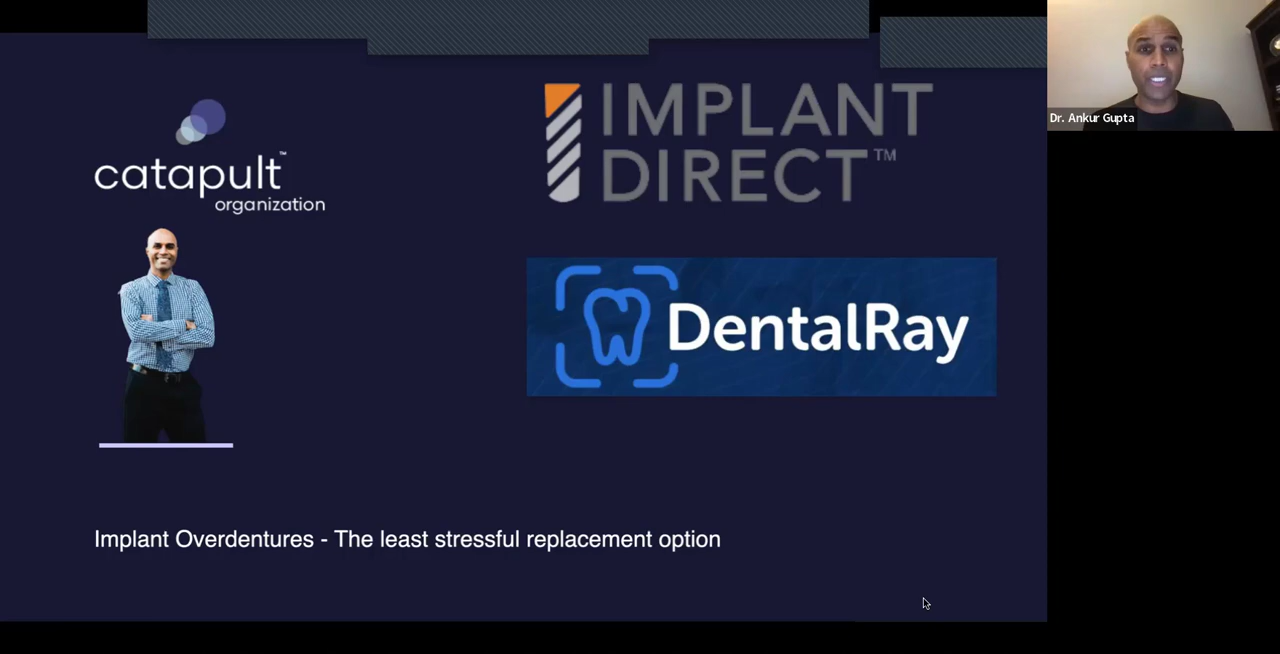 catapult™
organization
IMPLANT
DIRECT™
DentalRay
Implant Overdentures - The least stressful replacement option
Dr. Ankur Gupta